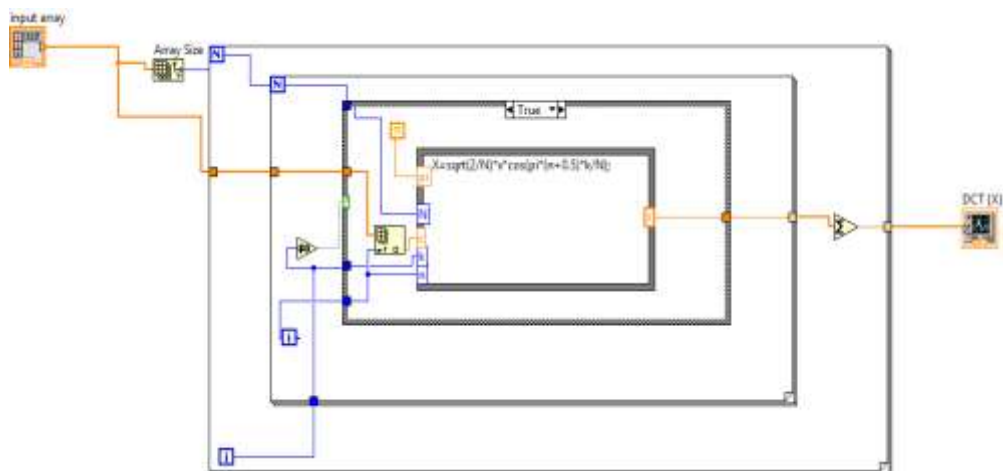 input array
Array Size
N
N
True
X=sqrt(2/N)*v*cos(pi*(n+0.5)*k/N);
N
DCT (X)
Σ
i
i